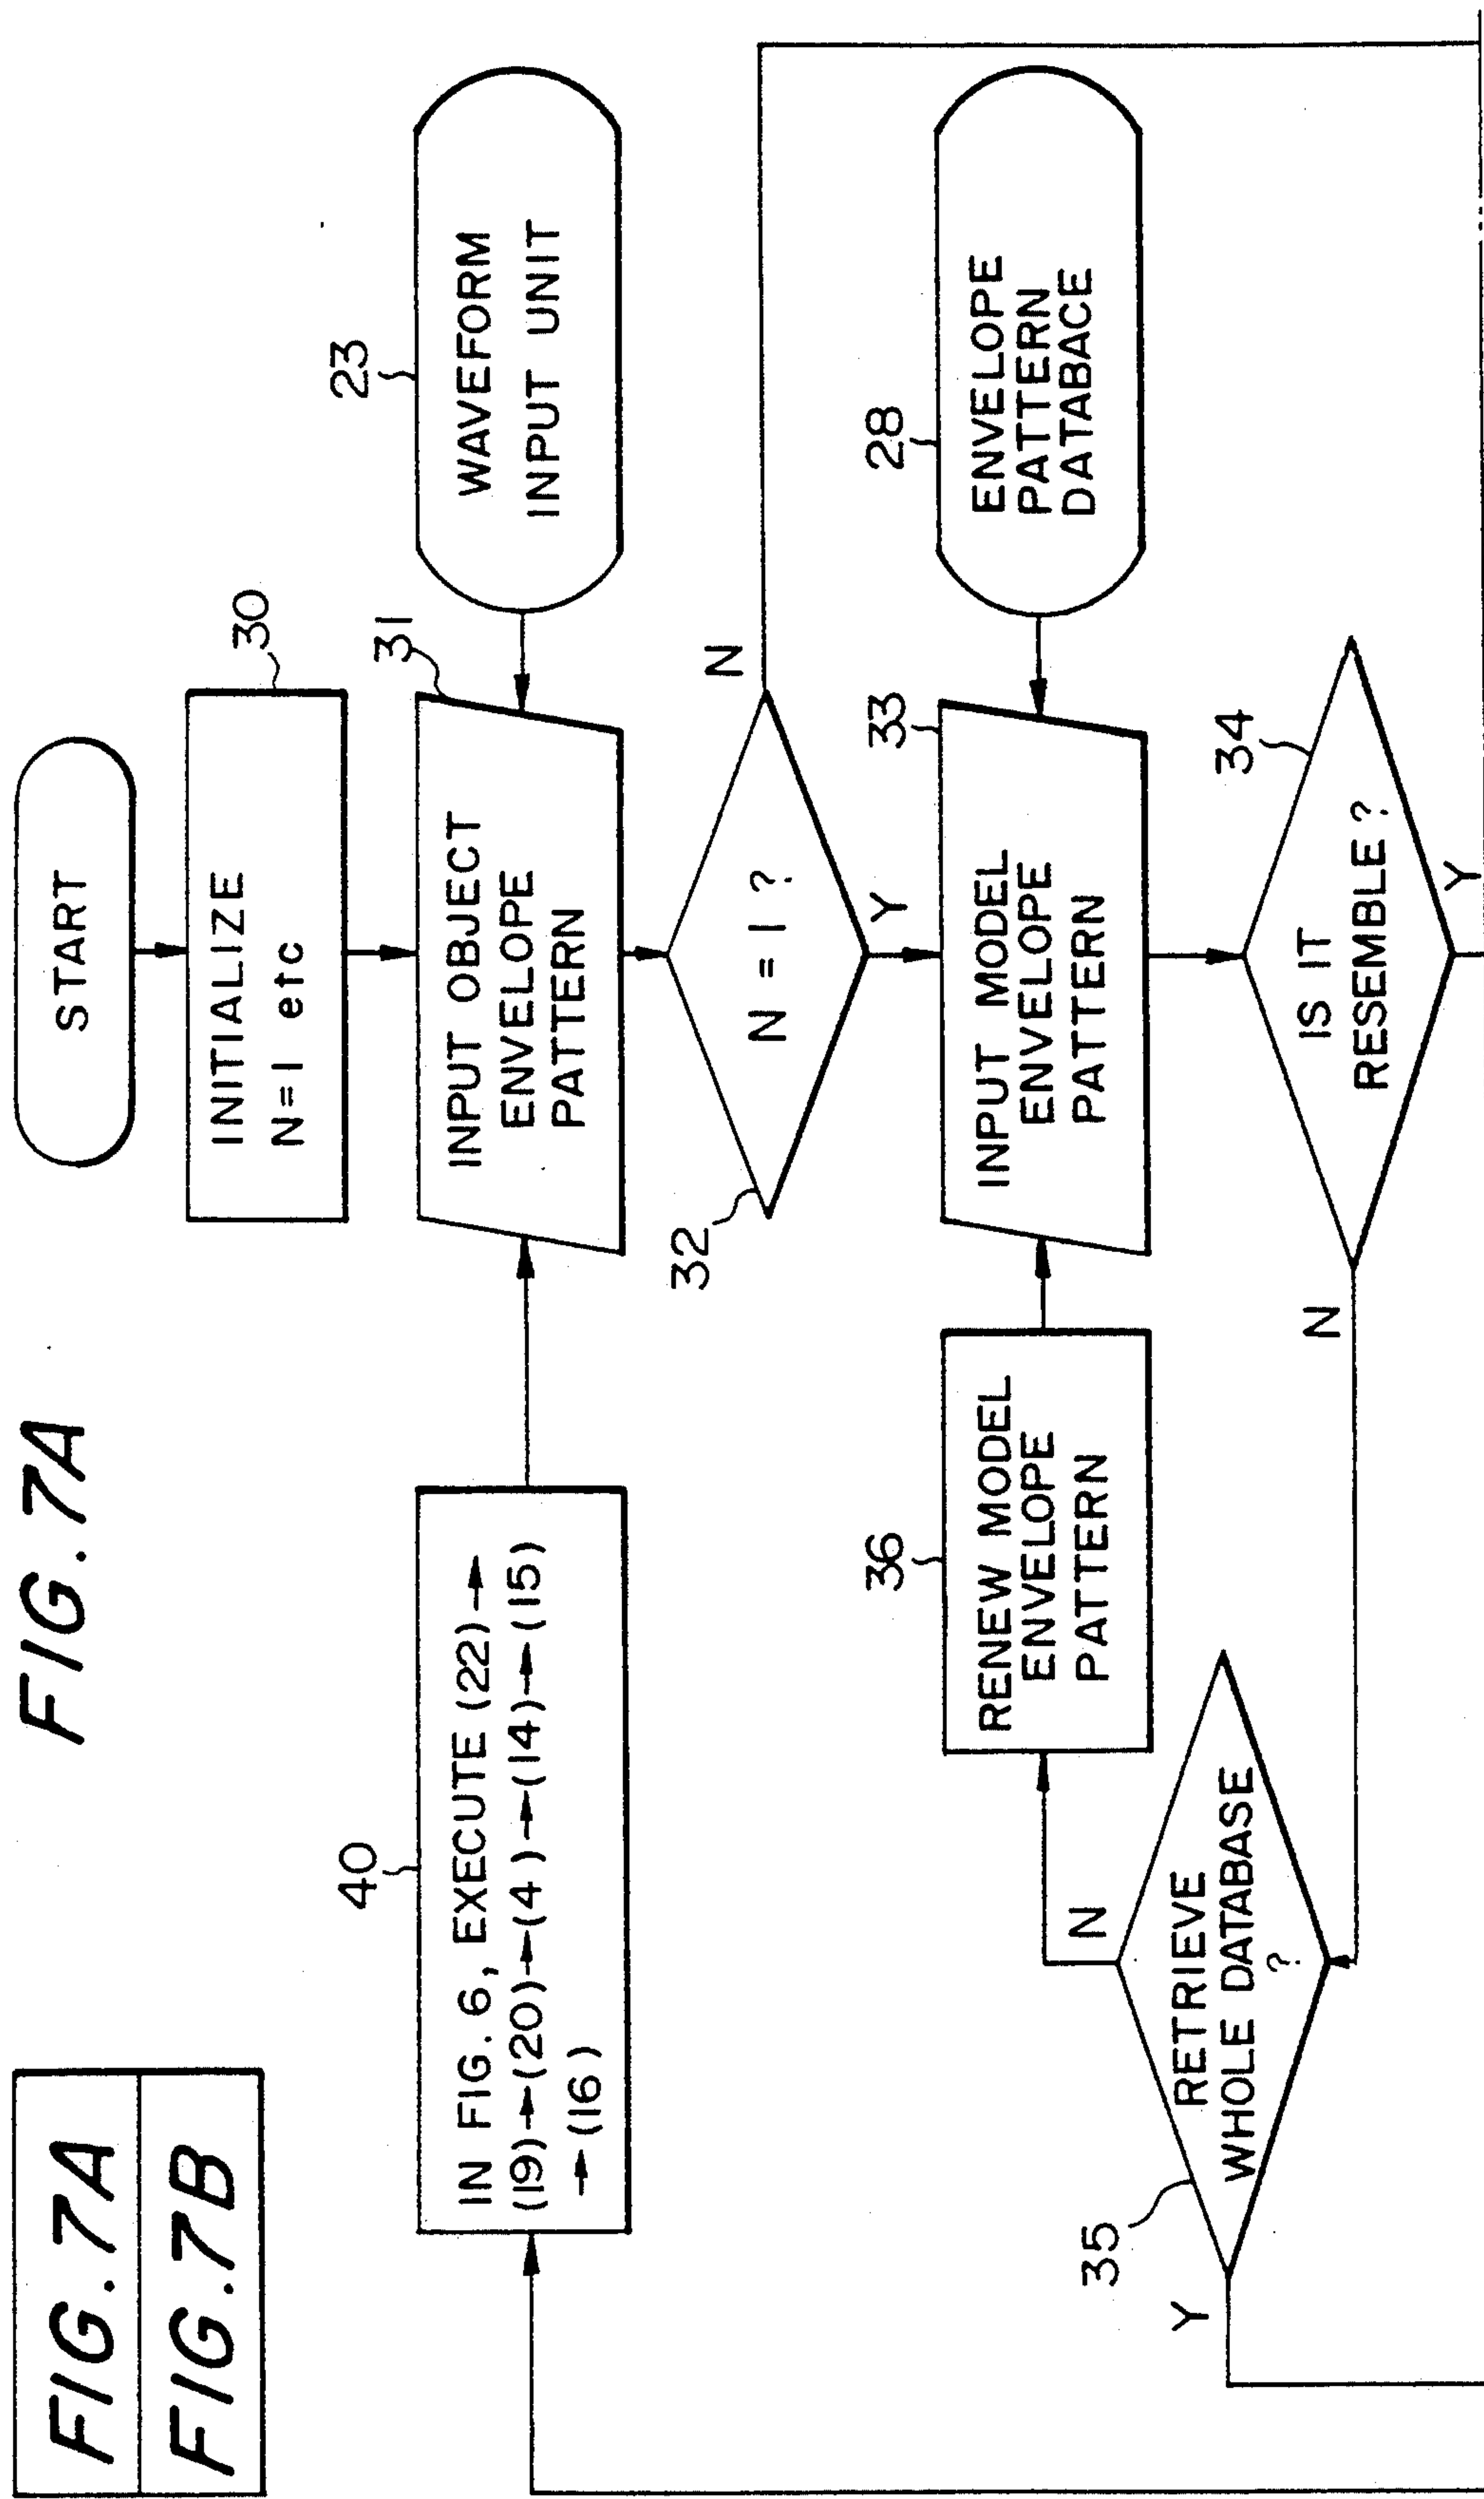 FIG. 7A
FIG. 7B
FIG. 7A
START
INITIALIZE
N=1 etc
30
40
IN FIG. 6, EXECUTE (22)→
(19)→(20)→(4)→(14)→(15)
→(16)
INPUT OBJECT
ENVELOPE
PATTERN
31
23
WAVEFORM
INPUT UNIT
32
N = 1 ?
N
Y
36
RENEW MODEL
ENVELOPE
PATTERN
INPUT MODEL
ENVELOPE
PATTERN
33
28
ENVELOPE
PATTERN
DATABACE
35
Y
RETRIEVE
WHOLE DATABASE
?
N
N
IS IT
RESEMBLE ?
34
Y